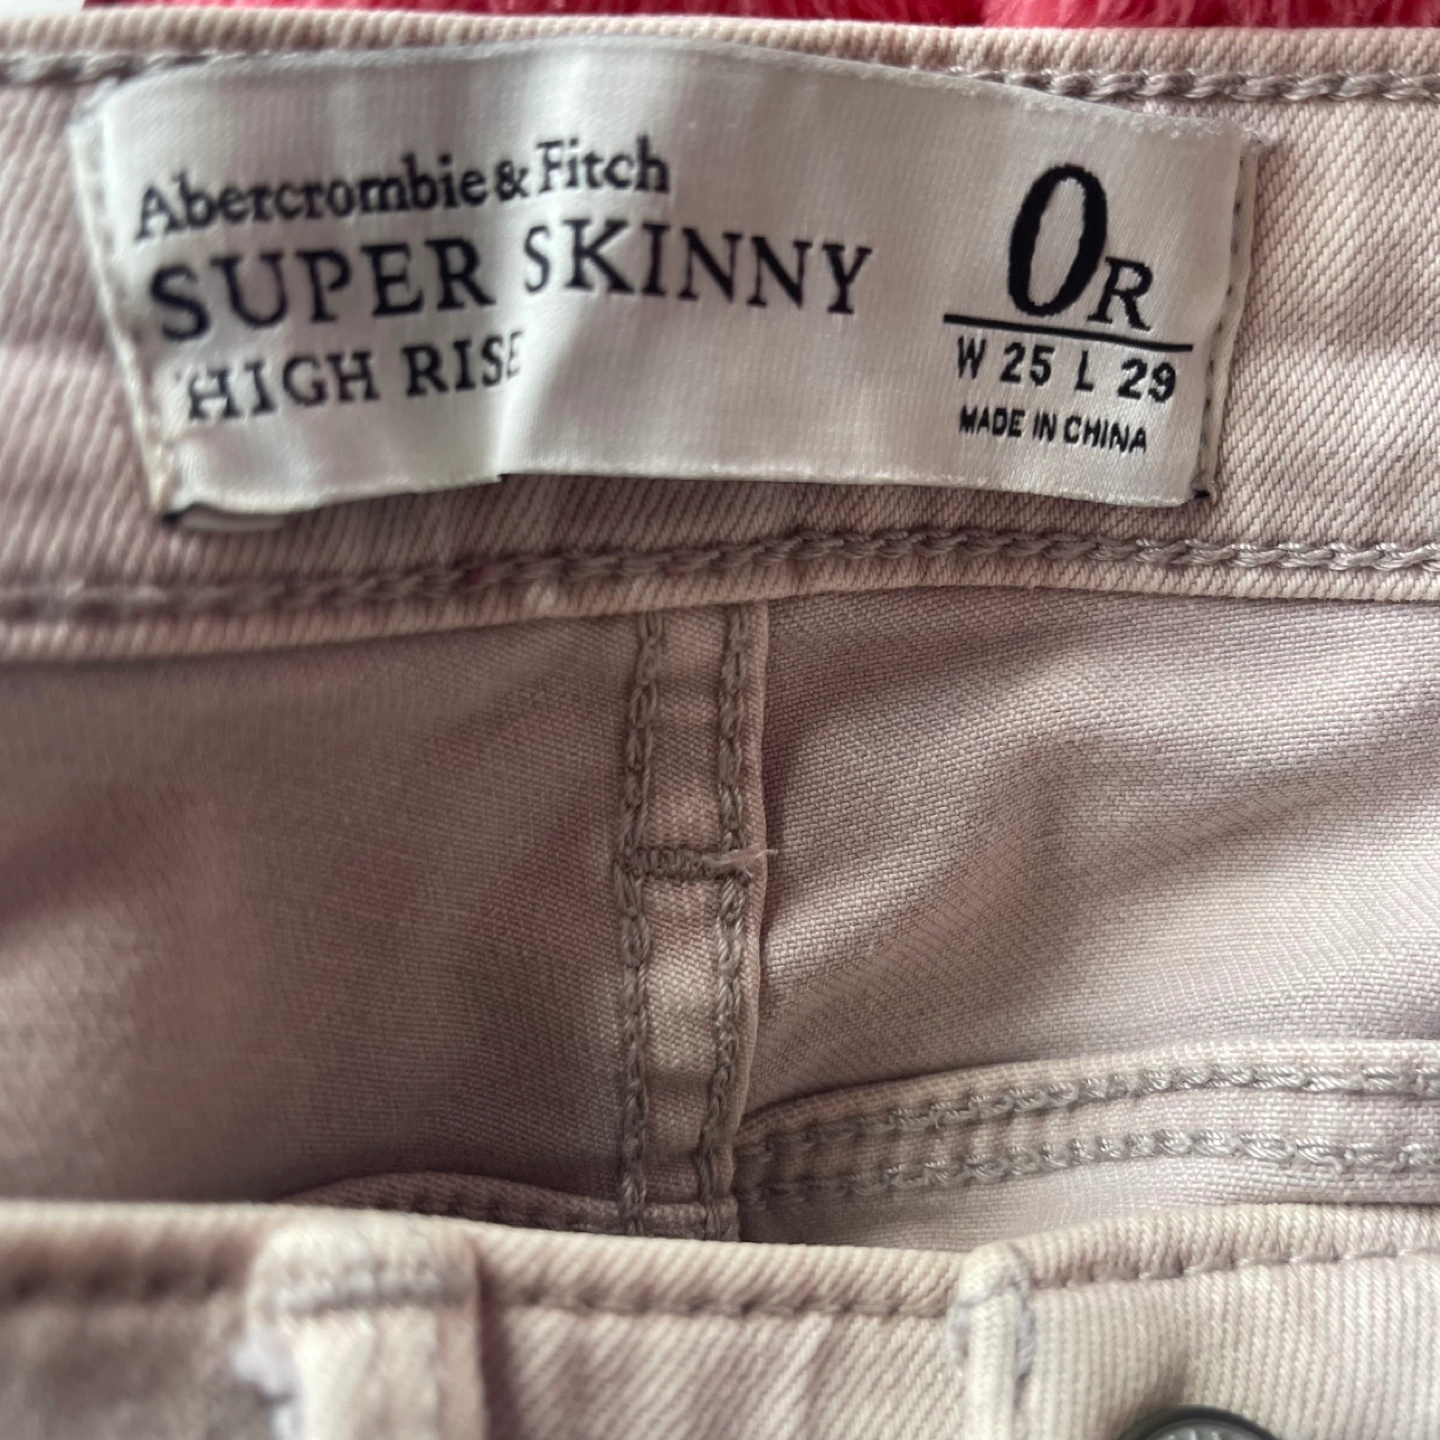 Abercrombie & Fitch
SUPER SKINNY
HIGH RISE
0R
W 25 L 29
MADE IN CHINA